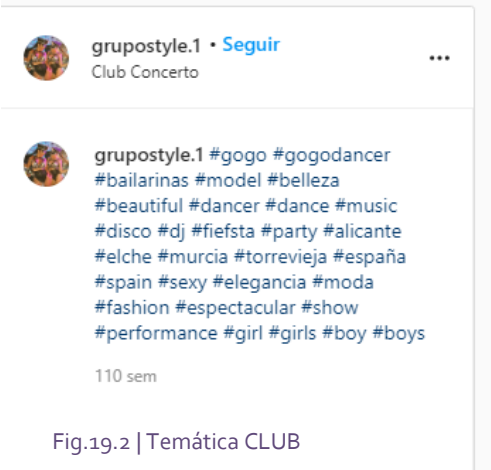 grupostyle.1 • Seguir
Club Concerto
grupostyle.1 #gogo #gogodancer
#bailarinas #model #belleza
#beautiful #dancer #dance #music
#disco #dj #fiefsta #party #alicante
#elche #murcia #torrevieja #españa
#spain #sexy #elegancia #moda
#fashion #espectacular #show
#performance #girl #girls #boy #boys
110 sem
Fig.19.2 | Temática CLUB